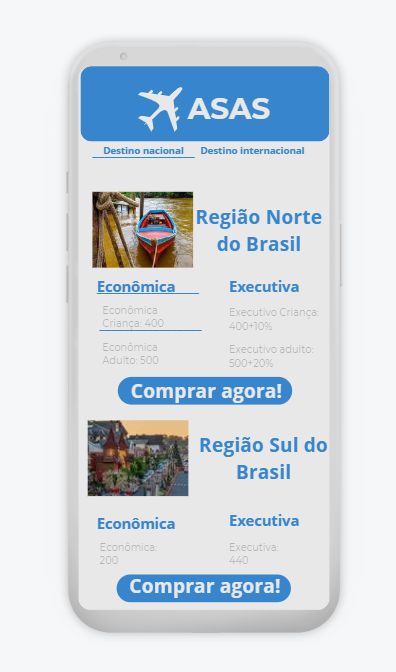 ASAS
Destino nacional Destino internacional
Região Norte
do Brasil
Econômica
Executiva
Econômica
Criança: 400
Executivo Criança:
400+10%
Econômica
Adulto: 500
Executivo adulto:
500+20%
Comprar agora!
Região Sul do
Brasil
Econômica
Executiva
Econômica:
200
Executiva:
440
Comprar agora!